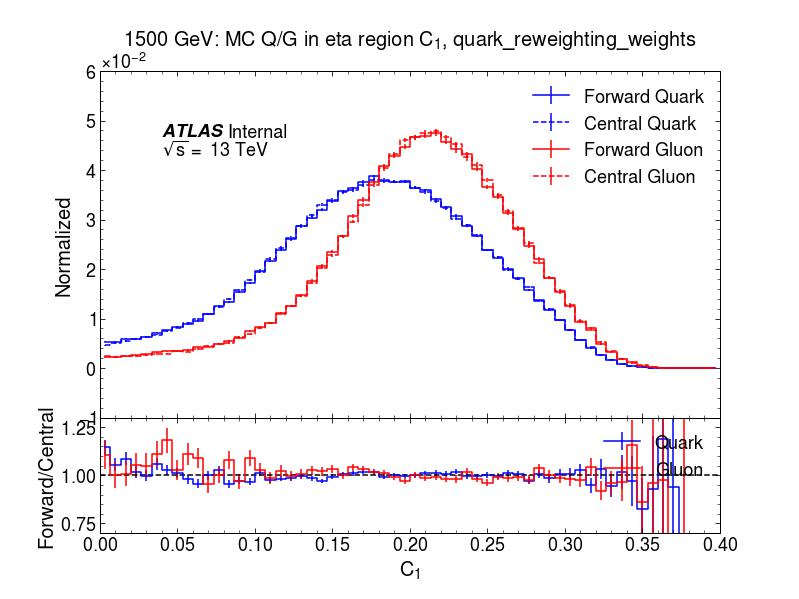 1500 GeV: MC Q/G in eta region C₁, quark_reweighting_weights
×10⁻²
6
5
4
3
2
1
0
−1
Normalized
ATLAS Internal
√s = 13 TeV
Forward Quark
Central Quark
Forward Gluon
Central Gluon
1.25
1.00
0.75
Forward/Central
Quark
Gluon
0.00 0.05 0.10 0.15 0.20 0.25 0.30 0.35 0.40
C₁